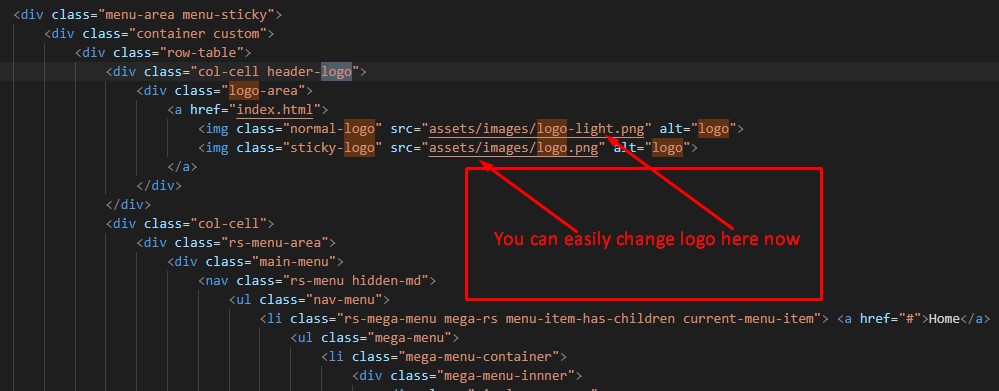 <div class="menu-area menu-sticky">
<div class="container custom">
<div class="row-table">
<div class="col-cell header-logo">
<div class="logo-area">
<a href="index.html">
<img class="normal-logo" src="assets/images/logo-light.png" alt="logo">
<img class="sticky-logo" src="assets/images/logo.png" alt="logo">
</a>
</div>
</div>
You can easily change logo here now
<div class="col-cell">
<div class="rs-menu-area">
<div class="main-menu">
<nav class="rs-menu hidden-md">
<ul class="nav-menu">
<li class="rs-mega-menu mega-rs menu-item-has-children current-menu-item"> <a href="#">Home</a>
<ul class="mega-menu">
<li class="mega-menu-container">
<div class="mega-menu-innner">